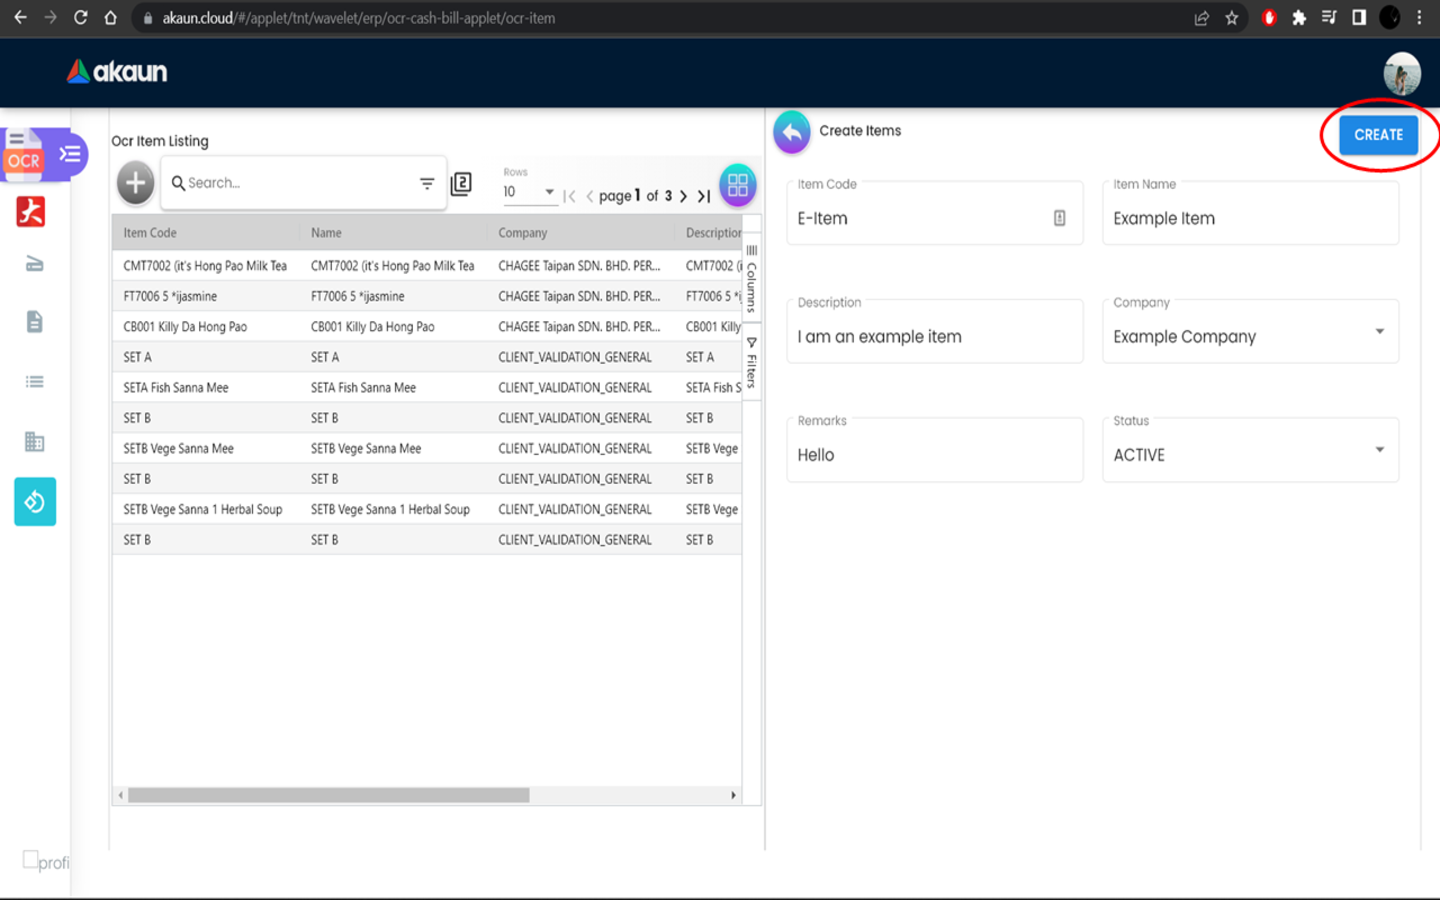 akaun.cloud/#/applet/tnt/wavelet/erp/ocr-cash-bill-applet/ocr-item
akaun
OCR
Ocr Item Listing
Search...
2
Rows
10
page 1 of 3
Item Code Name Company Description
CMT7002 (it's Hong Pao Milk Tea CMT7002 (it's Hong Pao Milk Tea CHAGEE Taipan SDN. BHD. PER... CMT7002 (i
FT7006 5 *ijasmine FT7006 5 *ijasmine CHAGEE Taipan SDN. BHD. PER... FT7006 5 *ij
CB001 Killy Da Hong Pao CB001 Killy Da Hong Pao CHAGEE Taipan SDN. BHD. PER... CB001 Killy
SET A SET A CLIENT_VALIDATION_GENERAL SET A
SETA Fish Sanna Mee SETA Fish Sanna Mee CLIENT_VALIDATION_GENERAL SETA Fish S
SET B SET B CLIENT_VALIDATION_GENERAL SET B
SETB Vege Sanna Mee SETB Vege Sanna Mee CLIENT_VALIDATION_GENERAL SETB Vege
SET B SET B CLIENT_VALIDATION_GENERAL SET B
SETB Vege Sanna 1 Herbal Soup SETB Vege Sanna 1 Herbal Soup CLIENT_VALIDATION_GENERAL SETB Vege
SET B SET B CLIENT_VALIDATION_GENERAL SET B
Columns
Filters
Create Items
CREATE
Item Code
E-Item
Item Name
Example Item
Description
I am an example item
Company
Example Company
Remarks
Hello
Status
ACTIVE
profi